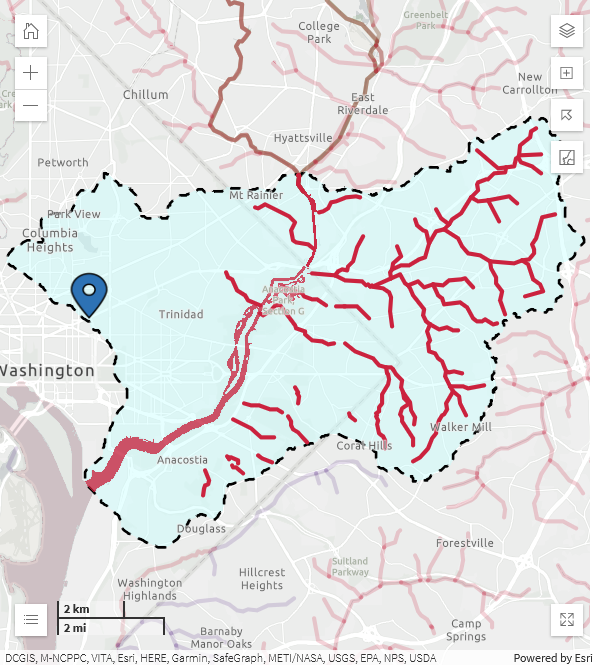 College
Park
Greenbelt
Park
New
Carrollton
Chillum
East
Riverdale
Hyattsville
Petworth
Mt Rainier
Park View
Columbia
Heights
Anacostia
Park
Section G
Trinidad
Washington
Walker Mill
Coral Hills
Anacostia
Douglass
Forestville
Suitland
Parkway
Hillcrest
Heights
Washington
Highlands
2 km
2 mi
Camp
Springs
Barnaby
Manor Oaks
DCGIS, M-NCPPC, VITA, Esri, HERE, Garmin, SafeGraph, METI/NASA, USGS, EPA, NPS, USDA
Powered by Esri